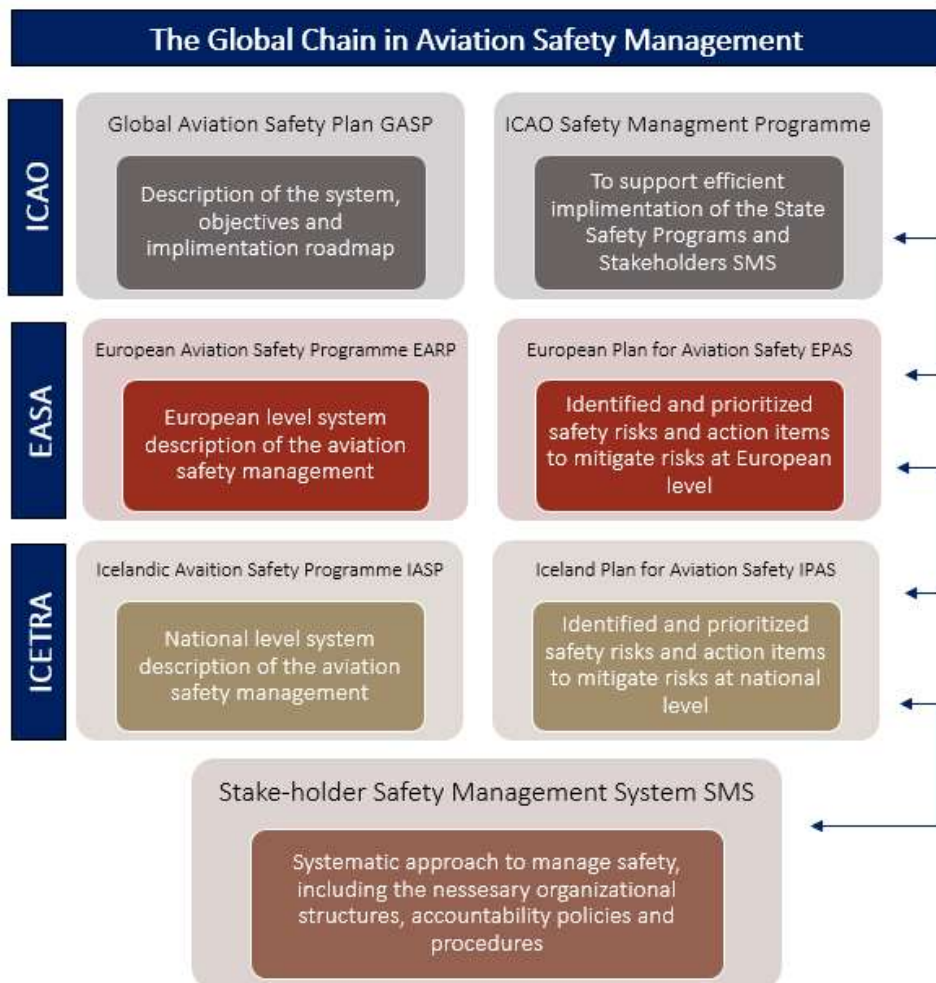 The Global Chain in Aviation Safety Management
ICAO
Global Aviation Safety Plan GASP
Description of the system,
objectives and
implimentation roadmap
ICAO Safety Managment Programme
To support efficient
implimentation of the State
Safety Programs and
Stakeholders SMS
EASA
European Aviation Safety Programme EARP
European level system
description of the aviation
safety management
European Plan for Aviation Safety EPAS
Identified and prioritized
safety risks and action items
to mitigate risks at European
level
ICETRA
Icelandic Avaition Safety Programme IASP
National level system
description of the aviation
safety management
Iceland Plan for Aviation Safety IPAS
Identified and prioritized
safety risks and action items
to mitigate risks at national
level
Stake-holder Safety Management System SMS
Systematic approach to manage safety,
including the nessesary organizational
structures, accountability policies and
procedures